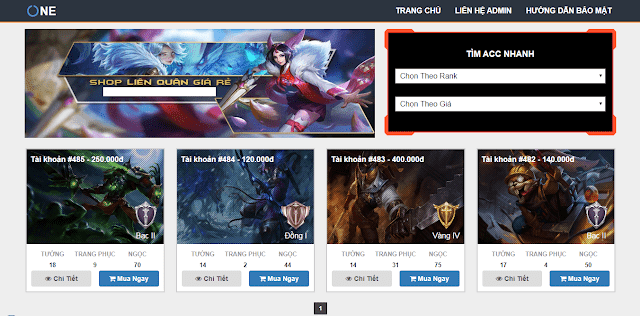 ONE
TRANG CHỦ LIÊN HỆ ADMIN HƯỚNG DẪN BẢO MẬT
SHOP LIÊN QUÂN GIÁ RẺ
TÌM ACC NHANH
Chọn Theo Rank
Chọn Theo Giá
Tài khoản #485 - 250.000đ
Bạc II
TƯỚNG TRANG PHỤC NGỌC
18 9 70
Chi Tiết Mua Ngay
Tài khoản #484 - 120.000đ
Đồng I
TƯỚNG TRANG PHỤC NGỌC
14 2 44
Chi Tiết Mua Ngay
Tài khoản #483 - 400.000đ
Vàng IV
TƯỚNG TRANG PHỤC NGỌC
14 31 75
Chi Tiết Mua Ngay
Tài khoản #482 - 140.000đ
Bạc II
TƯỚNG TRANG PHỤC NGỌC
17 4 50
Chi Tiết Mua Ngay
1